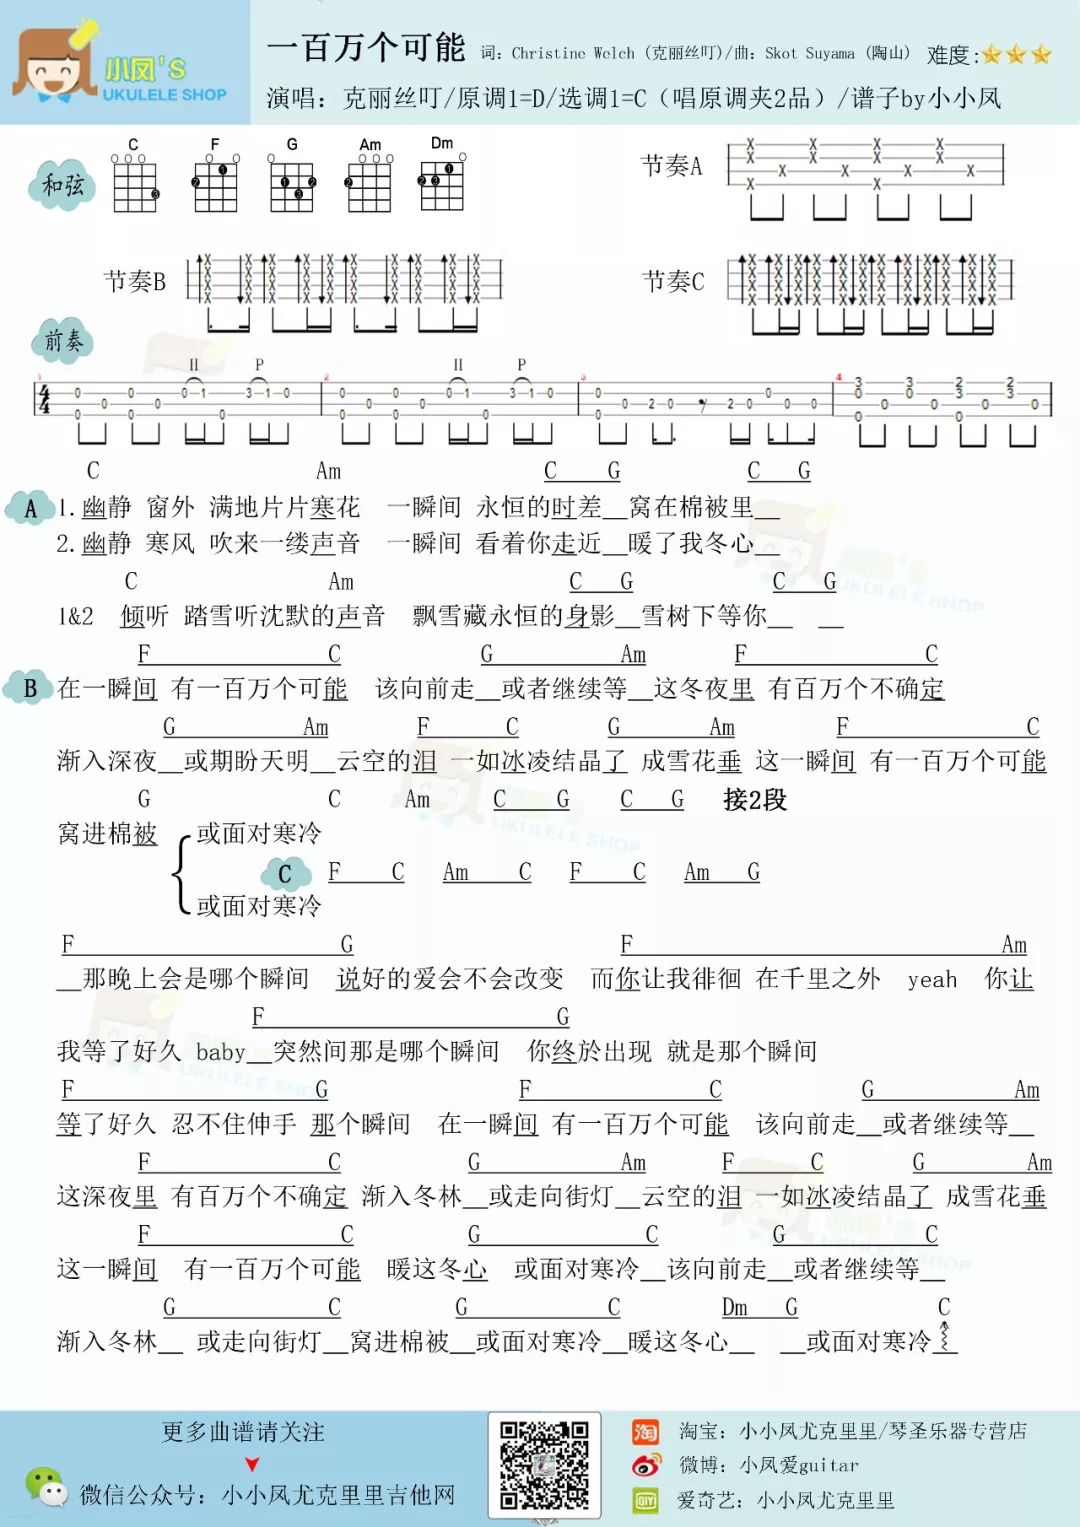 小凤's
UKULELE SHOP
一百万个可能 词：Christine Welch (克丽丝叮)/曲：Skot Suyama (陶山) 难度:
演唱：克丽丝叮/原调1=D/选调1=C（唱原调夹2品）/谱子by小小凤
和弦 C F G Am Dm
节奏A
节奏B 节奏C
前奏
H P H P
C Am C G C G
A 1.幽静 窗外 满地片片寒花 一瞬间 永恒的时差__窝在棉被里__
2.幽静 寒风 吹来一缕声音 一瞬间 看着你走近__暖了我冬心__
C Am C G C G
1&2 倾听 踏雪听沈默的声音 飘雪藏永恒的身影__雪树下等你__ __
F C G Am F C
B 在一瞬间 有一百万个可能 该向前走__或者继续等__这冬夜里 有百万个不确定
G Am F C G Am F C
渐入深夜__或期盼天明__云空的泪 一如冰凌结晶了 成雪花垂 这一瞬间 有一百万个可能
G C Am C G C G 接2段
窝进棉被 或面对寒冷
C F C Am C F C Am G
或面对寒冷
F G F Am
__那晚上会是哪个瞬间 说好的爱会不会改变 而你让我徘徊 在千里之外 yeah 你让
F G
我等了好久 baby__突然间那是哪个瞬间 你终於出现 就是那个瞬间
F G F C G Am
等了好久 忍不住伸手 那个瞬间 在一瞬间 有一百万个可能 该向前走__或者继续等__
F C G Am F C G Am
这深夜里 有百万个不确定 渐入冬林__或走向街灯__云空的泪 一如冰凌结晶了 成雪花垂
F C G C G C
这一瞬间 有一百万个可能 暖这冬心 或面对寒冷__该向前走__或者继续等__
G C G C Dm G C
渐入冬林__ 或走向街灯__窝进棉被__或面对寒冷__暖这冬心__ __或面对寒冷__
更多曲谱请关注
微信公众号：小小凤尤克里里吉他网
淘宝：小小凤尤克里里/琴圣乐器专营店
微博：小凤爱guitar
爱奇艺：小小凤尤克里里